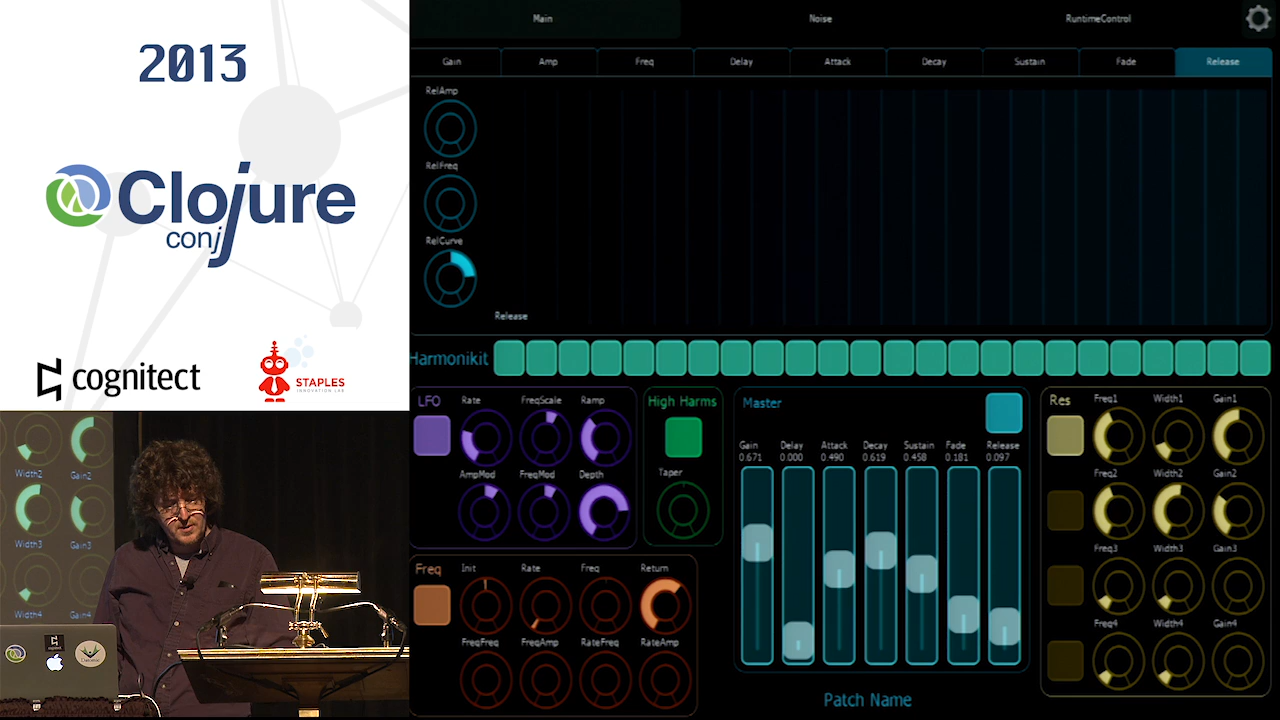 2013
Clojure
conj
cognitect
STAPLES
INNOVATION LAB
Width2 Gain2
Width3 Gain3
Width4 Gain4
Main Noise RuntimeControl
Gain Amp Freq Delay Attack Decay Sustain Fade Release
RelAmp
RelFreq
RelCurve
Release
Harmonikit
LFO Rate FreqScale Ramp
AmpMod FreqMod Depth
High Harms
Taper
Master
Gain Delay Attack Decay Sustain Fade Release
0.671 0.000 0.490 0.619 0.458 0.181 0.097
Res Freq1 Width1 Gain1
Freq2 Width2 Gain2
Freq3 Width3 Gain3
Freq4 Width4 Gain4
Freq Init Rate Freq Return
FreqFreq FreqAmp RateFreq RateAmp
Patch Name